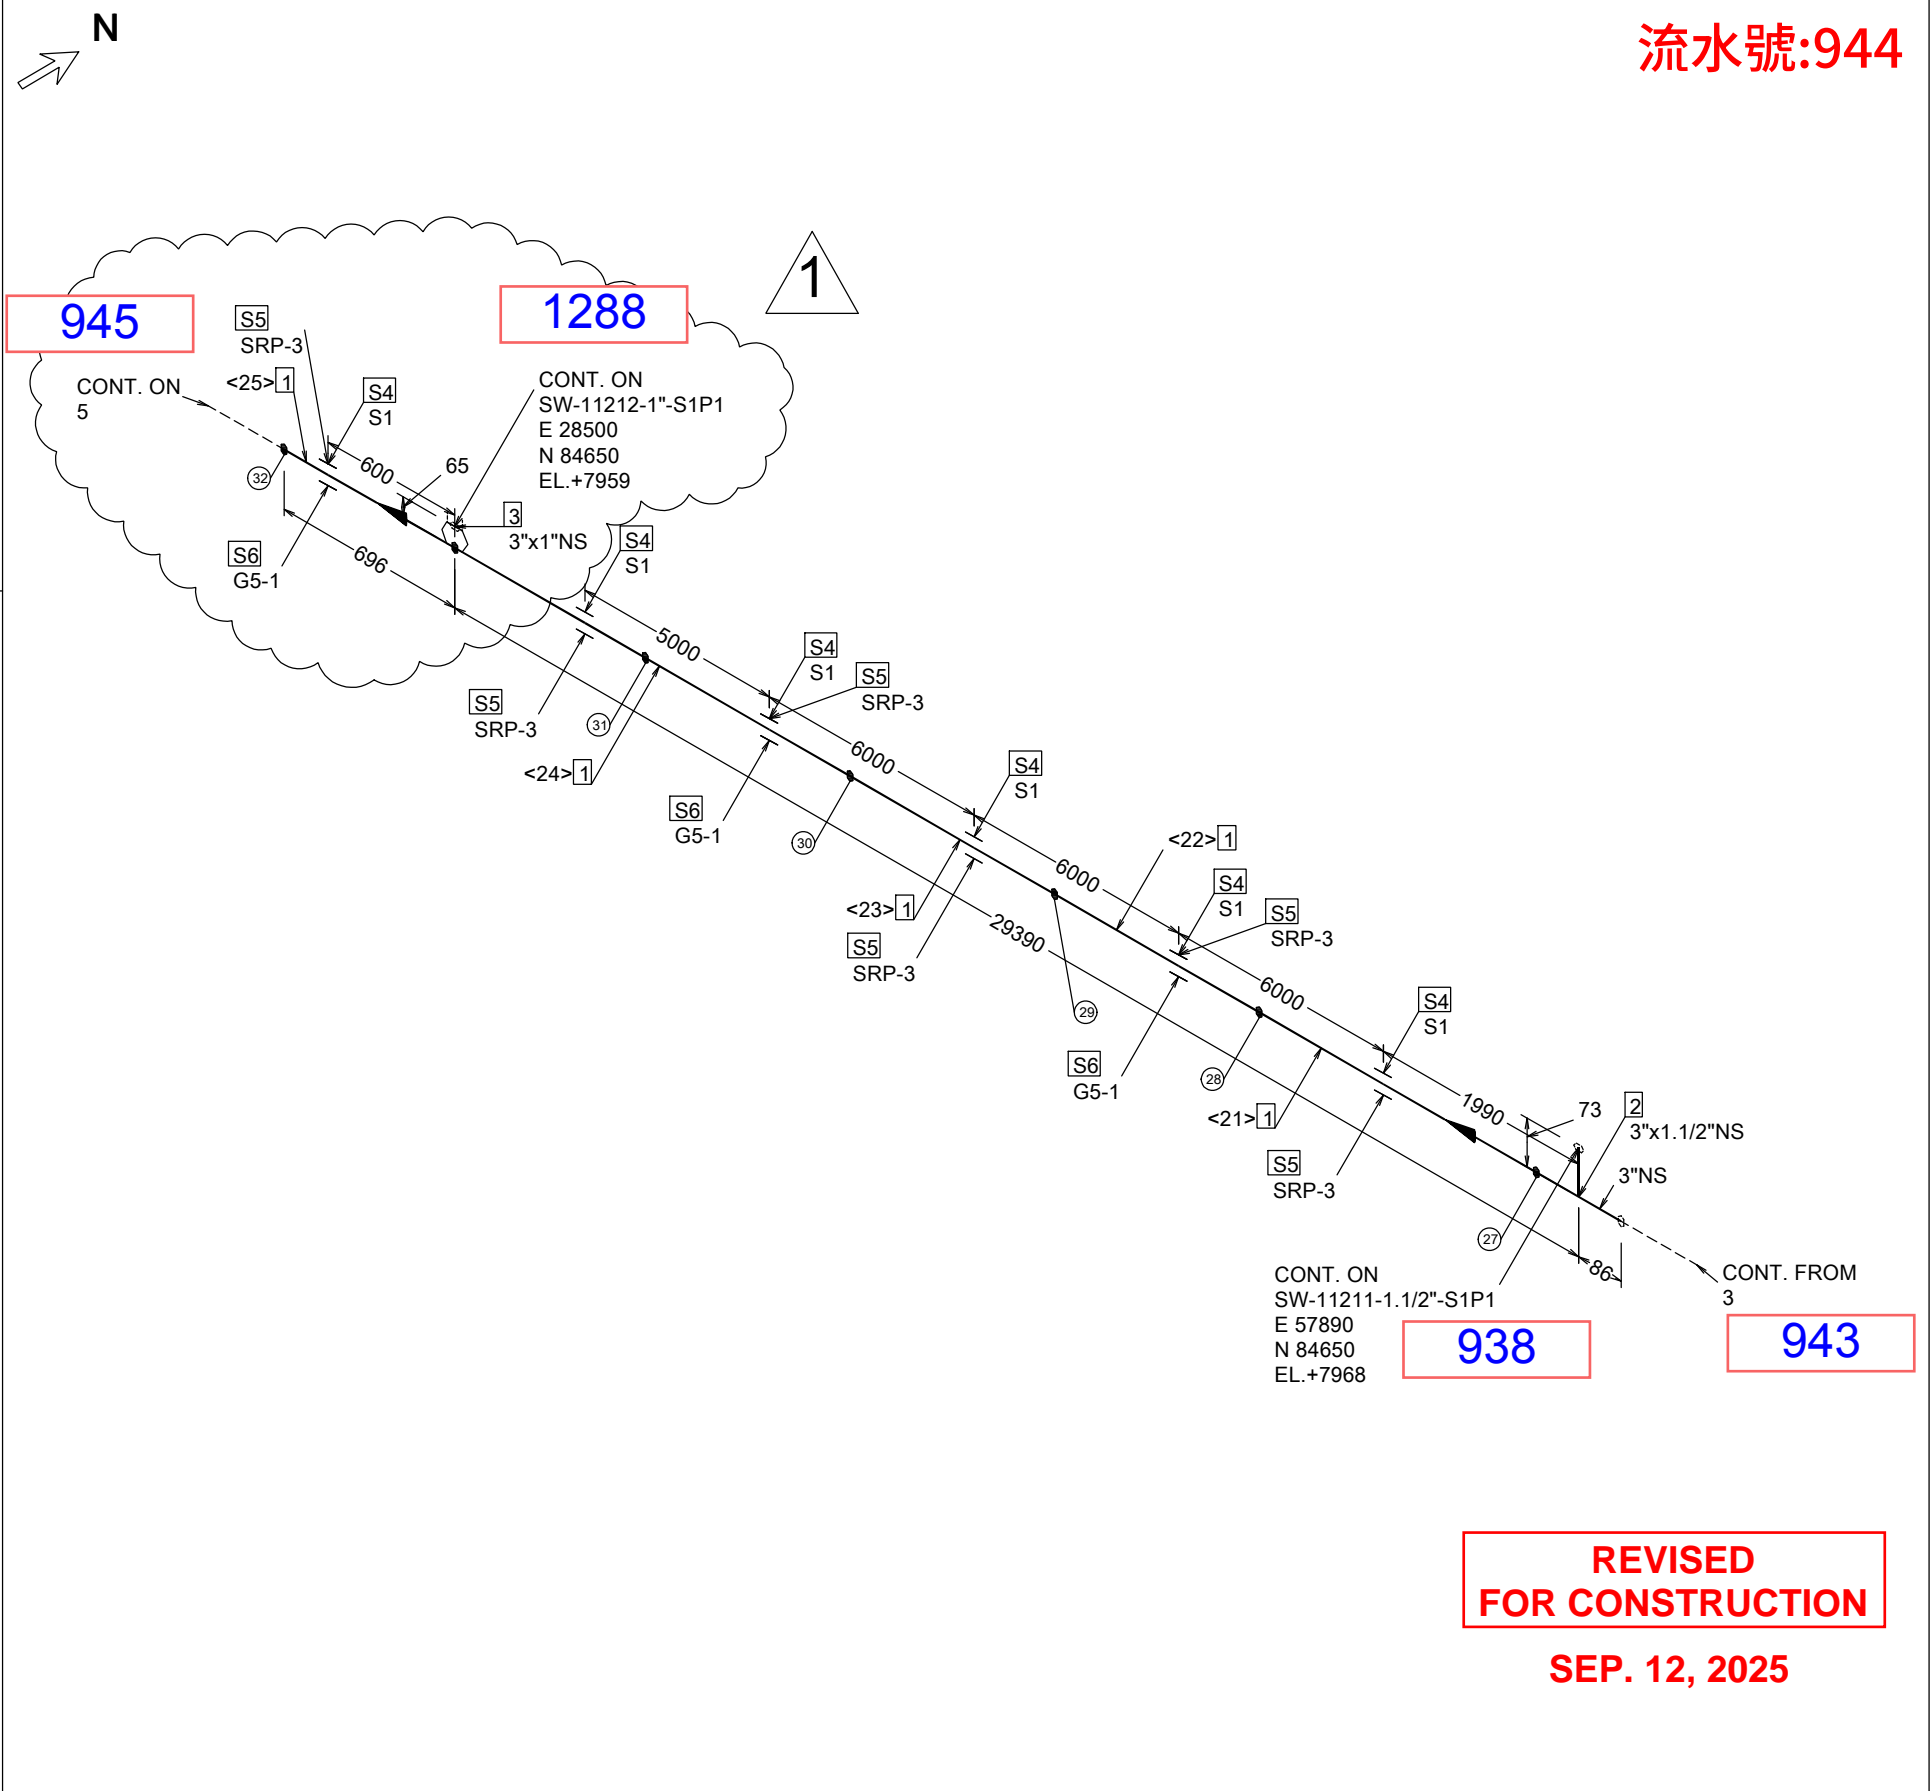 N
流水號:944
1
945
1288
S5
SRP-3
<25>1
CONT. ON
5
S4
S1
600
65
CONT. ON
SW-11212-1"-S1P1
E 28500
N 84650
EL.+7959
32
3
3"x1"NS
S6
G5-1
696
S4
S1
5000
S4
S1
S5
SRP-3
S5
SRP-3
31
<24>1
6000
S4
S1
S6
G5-1
30
<22>1
6000
S4
S1
<23>1
29390
S5
SRP-3
S5
SRP-3
6000
29
S4
S1
S6
G5-1
28
<21>1
1990
73
2
3"x1.1/2"NS
S5
SRP-3
3"NS
27
86
CONT. ON
SW-11211-1.1/2"-S1P1
E 57890
N 84650
EL.+7968
938
CONT. FROM
3
943
REVISED
FOR CONSTRUCTION
SEP. 12, 2025